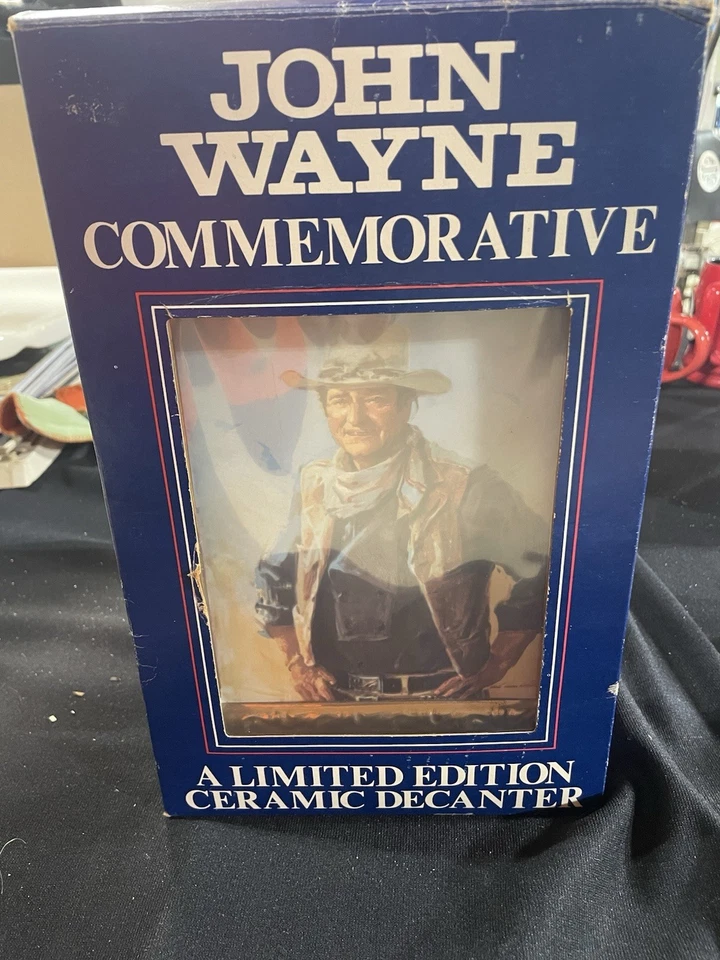 JOHN
WAYNE
COMMEMORATIVE
A LIMITED EDITION
CERAMIC DECANTER